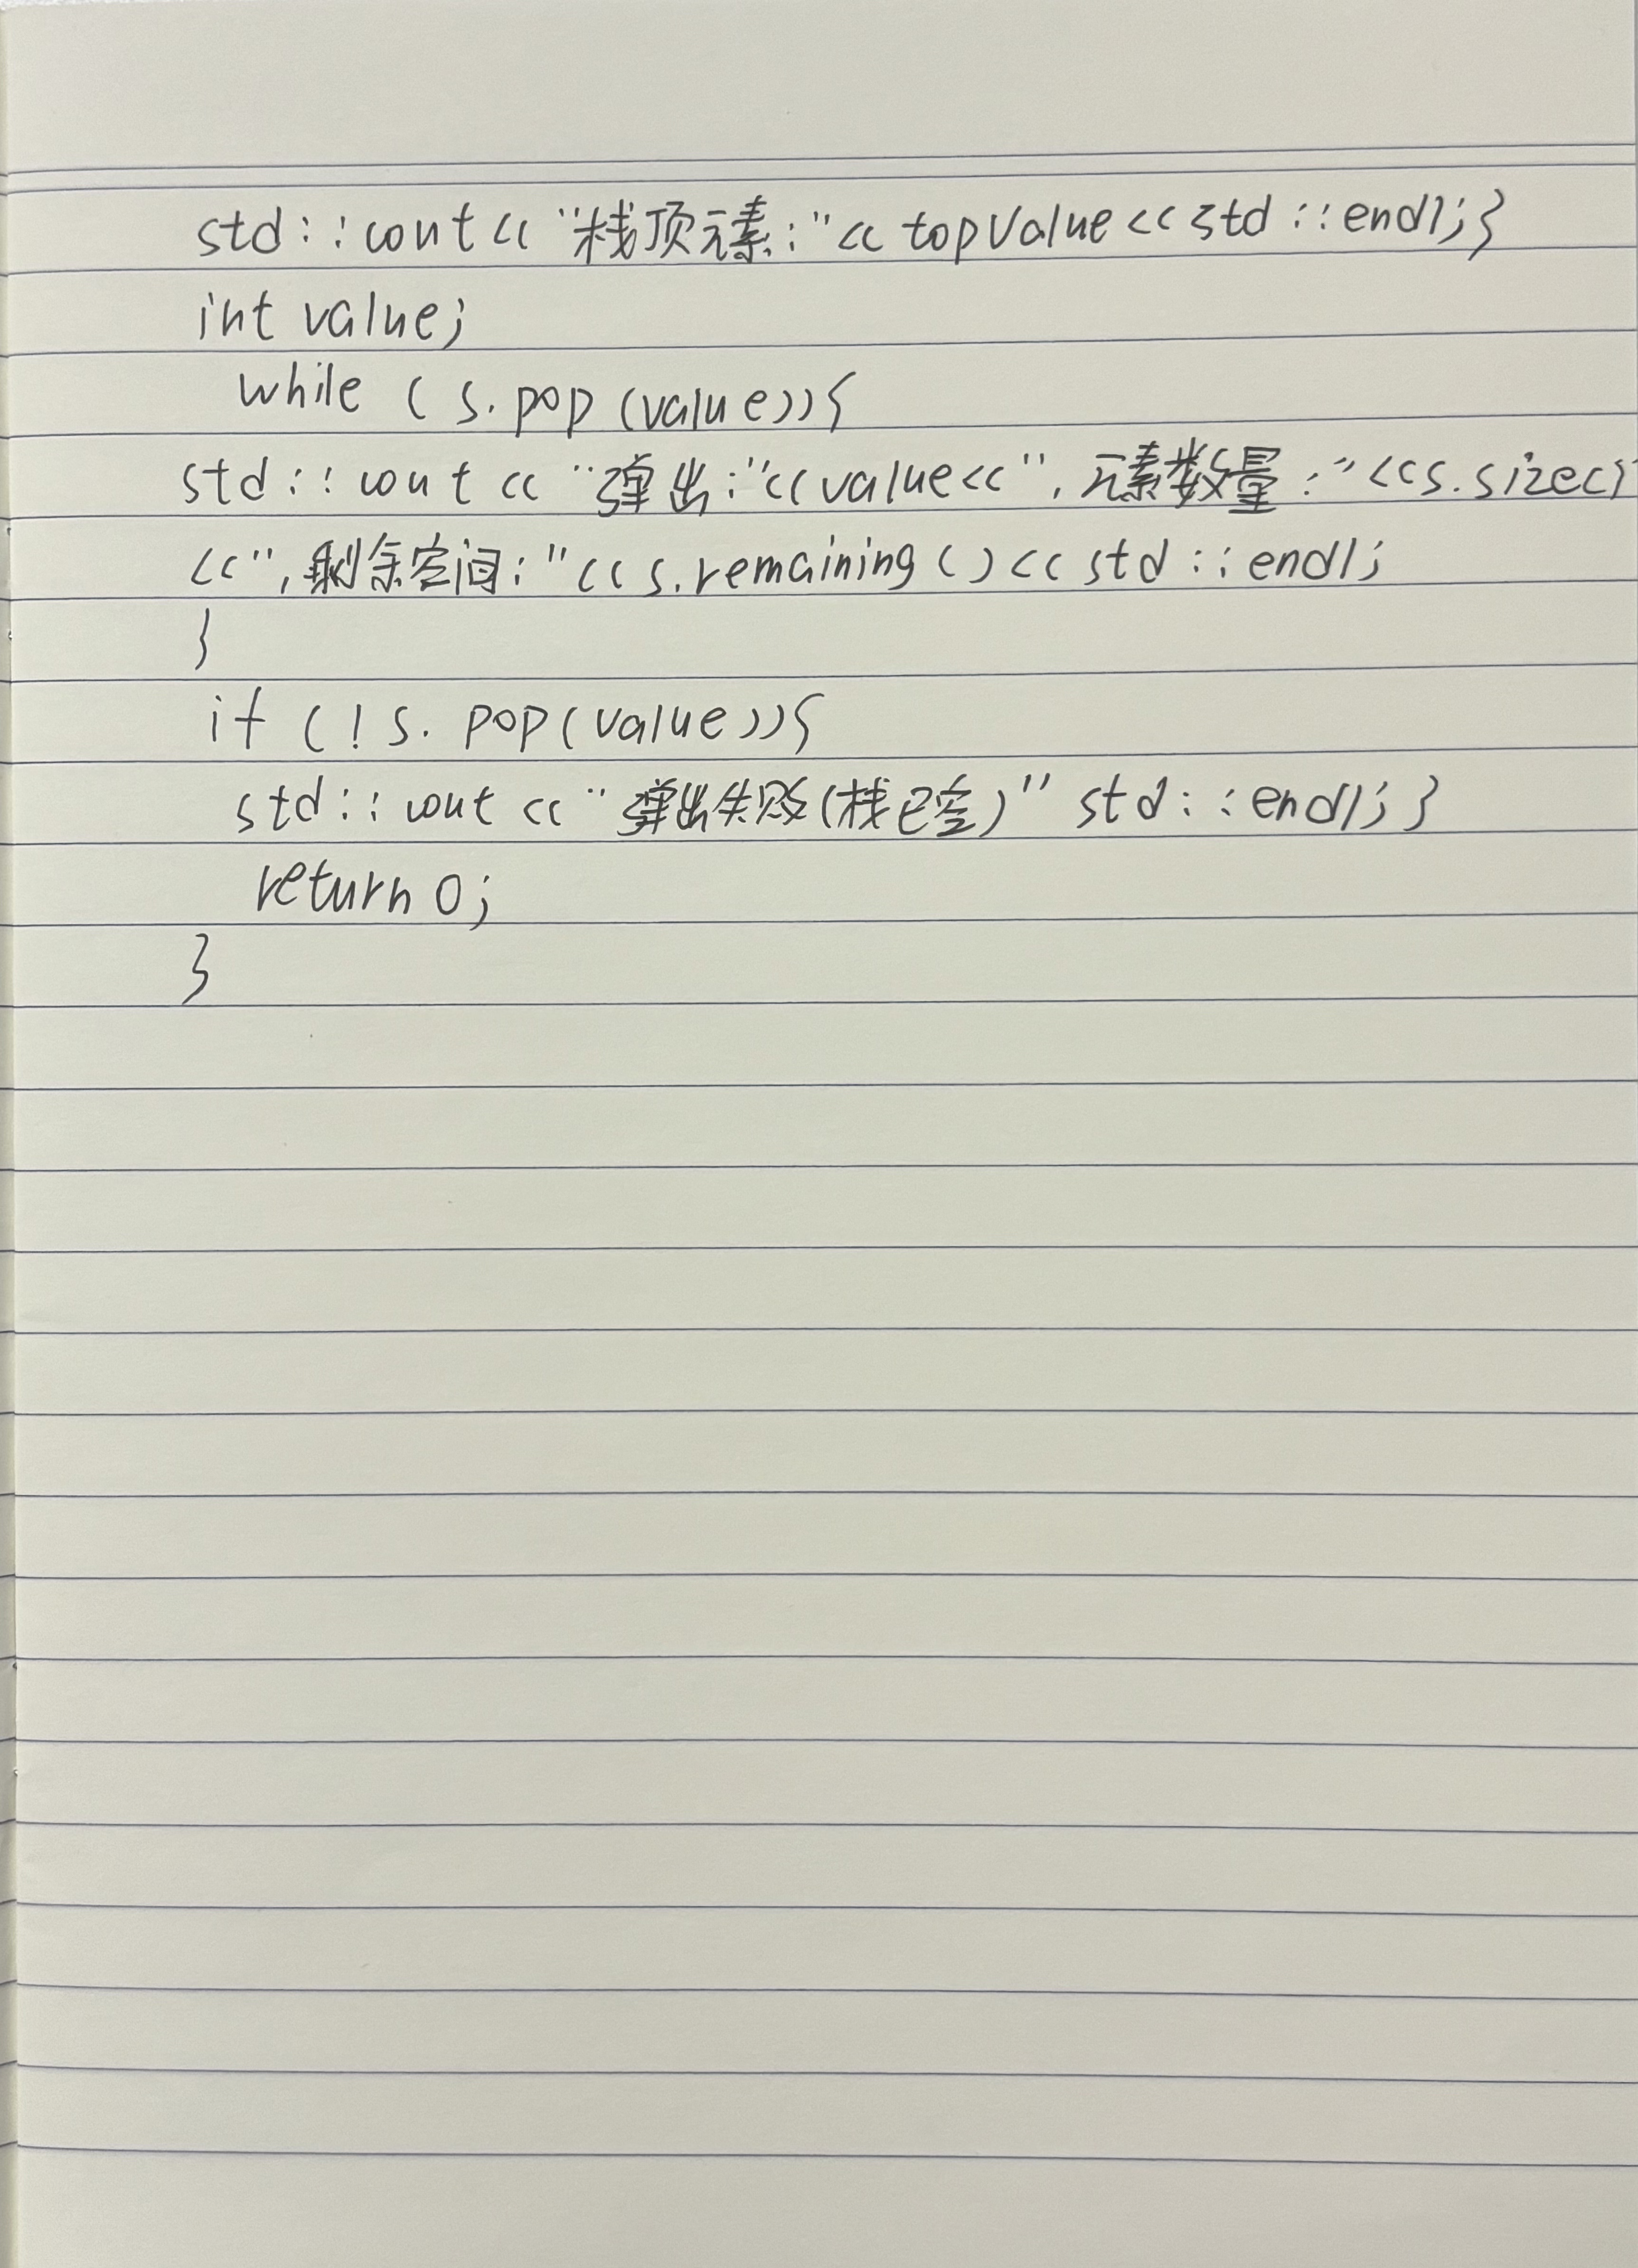 std::cout<<"栈顶元素:"<<topValue<<std::endl;}
int value;
while (s.pop(value)){
std::cout<<"弹出:"<<value<<",元素数量:"<<s.size()
<<",剩余空间:"<<s.remaining()<<std::endl;
}
if (!s.pop(value)){
std::cout<<"弹出失败(栈已空)" std::endl;}
return 0;
}